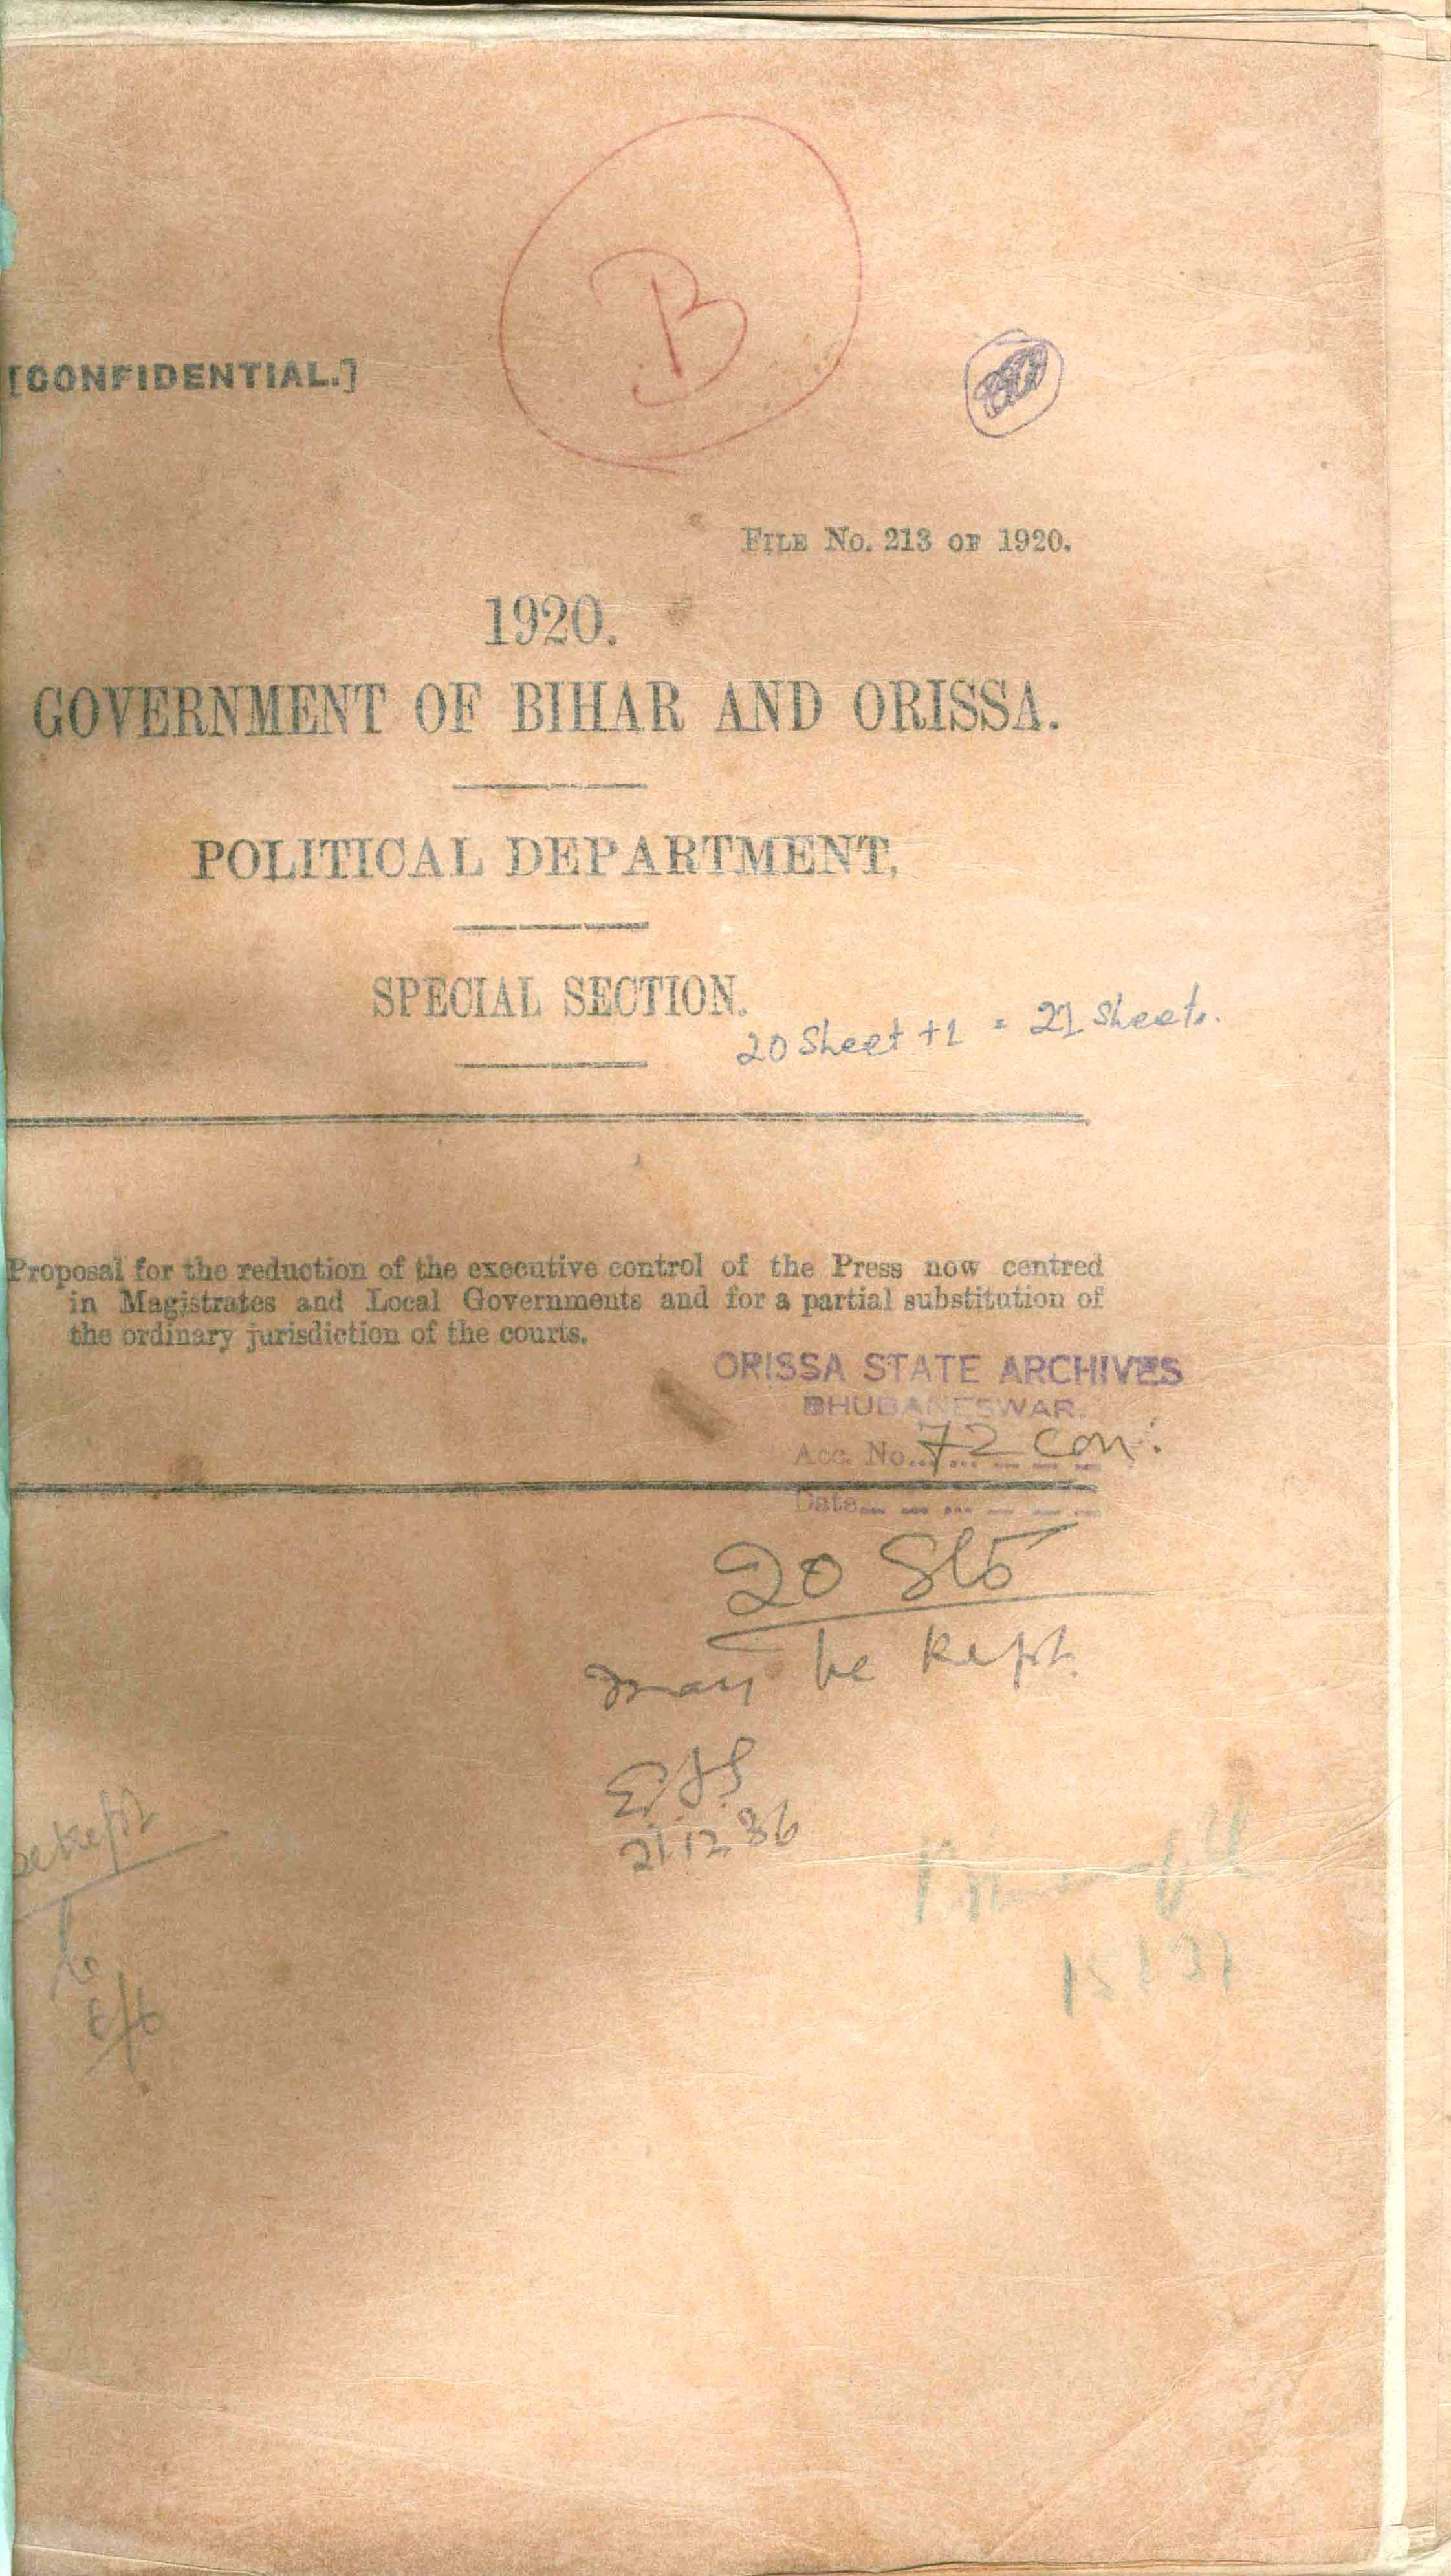 B
[CONFIDENTIAL.]
FILE No. 213 OF 1920.
1920.
GOVERNMENT OF BIHAR AND ORISSA.
POLITICAL DEPARTMENT,
SPECIAL SECTION.
20 Sheet + 1 = 21 Sheets.
Proposal for the reduction of the executive control of the Press now centred
in Magistrates and Local Governments and for a partial substitution of
the ordinary jurisdiction of the courts.
ORISSA STATE ARCHIVES
BHUBANESWAR.
Acc. No. 72 Con:
Date
20
may be kept.
21.12.36
be kept